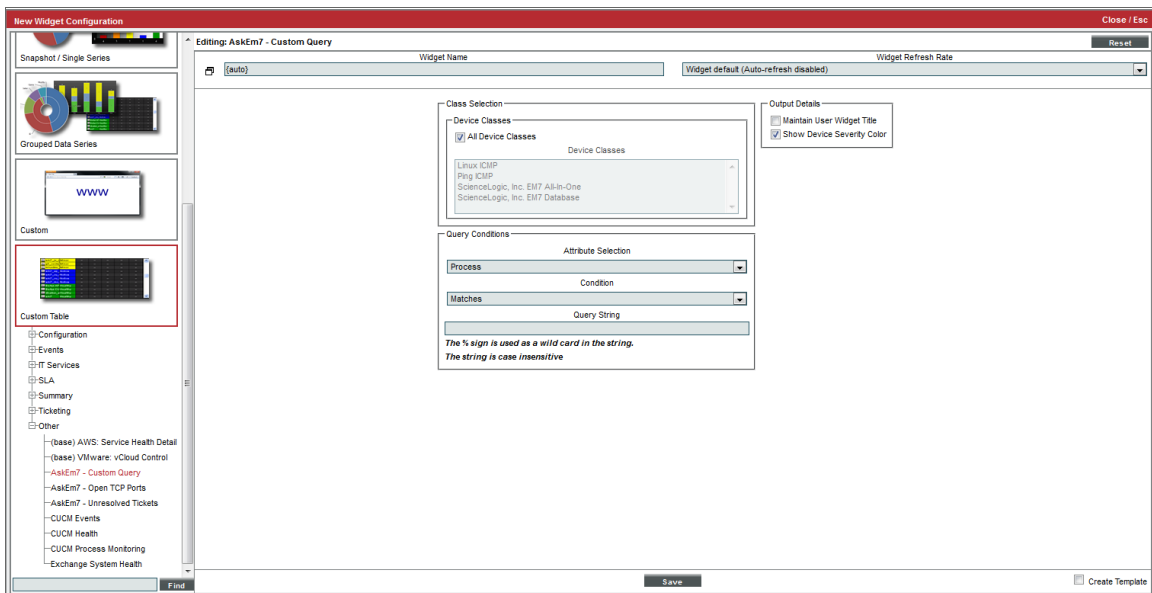 New Widget Configuration
Close / Esc
Snapshot / Single Series
Grouped Data Series
www
Custom
Custom Table
Configuration
Events
IT Services
SLA
Summary
Ticketing
Other
(base) AWS: Service Health Detail
(base) VMware: vCloud Control
AskEm7 - Custom Query
AskEm7 - Open TCP Ports
AskEm7 - Unresolved Tickets
CUCM Events
CUCM Health
CUCM Process Monitoring
Exchange System Health
Find
Editing: AskEm7 - Custom Query
Reset
Widget Name
Widget Refresh Rate
{auto}
Widget default (Auto-refresh disabled)
Class Selection
Device Classes
All Device Classes
Device Classes
Linux ICMP
Ping ICMP
ScienceLogic, Inc. EM7 All-In-One
ScienceLogic, Inc. EM7 Database
Output Details
Maintain User Widget Title
Show Device Severity Color
Query Conditions
Attribute Selection
Process
Condition
Matches
Query String
The % sign is used as a wild card in the string.
The string is case insensitive
Save
Create Template